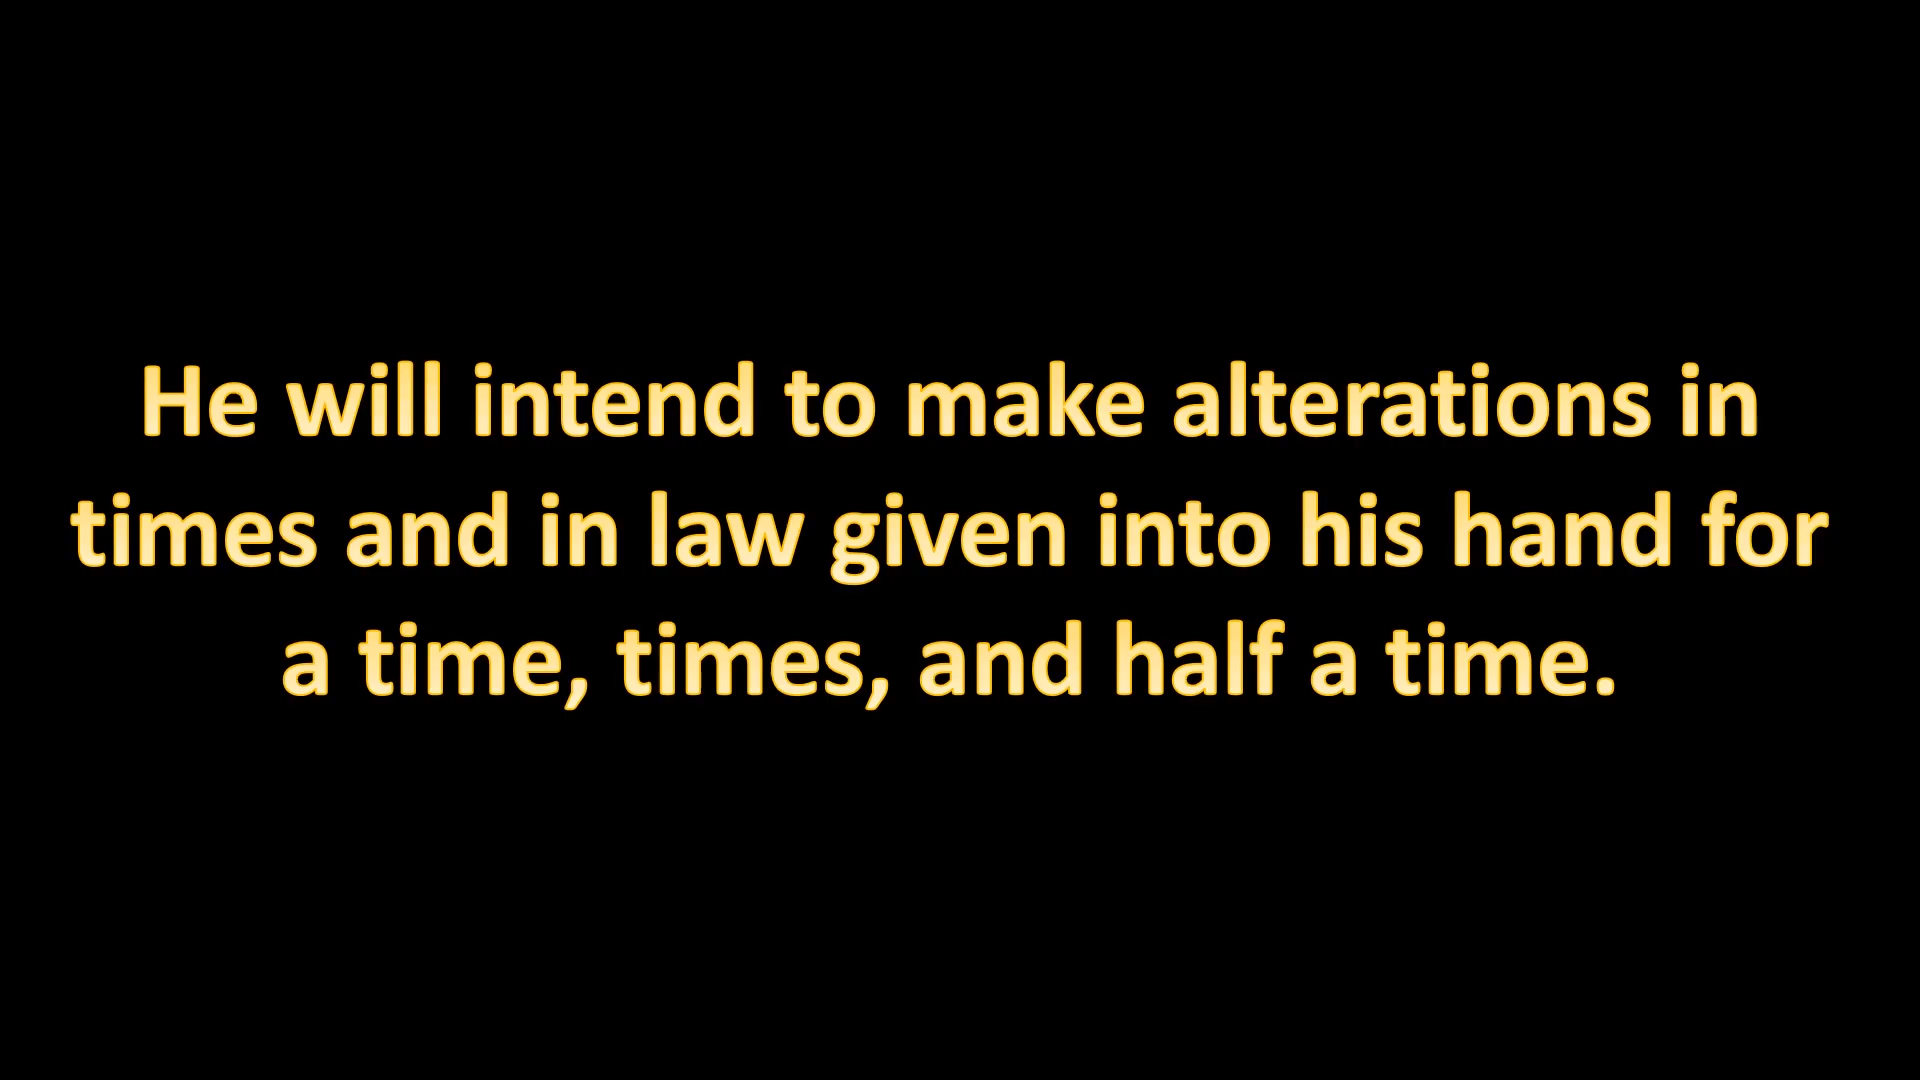 He will intend to make alterations in
times and in law given into his hand for
a time, times, and half a time.